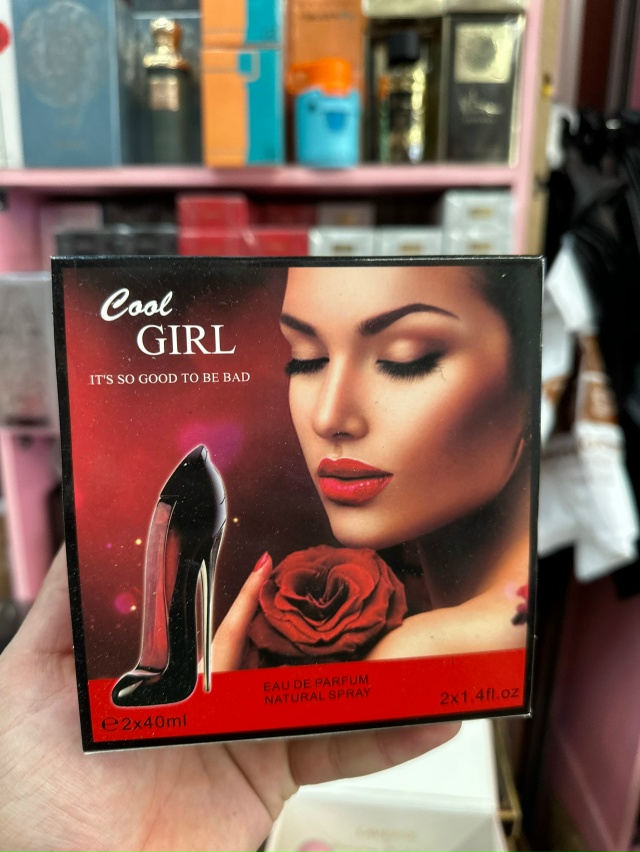 Cool
GIRL
IT'S SO GOOD TO BE BAD
EAU DE PARFUM
NATURAL SPRAY
℮2x40ml
2x1.4fl.oz